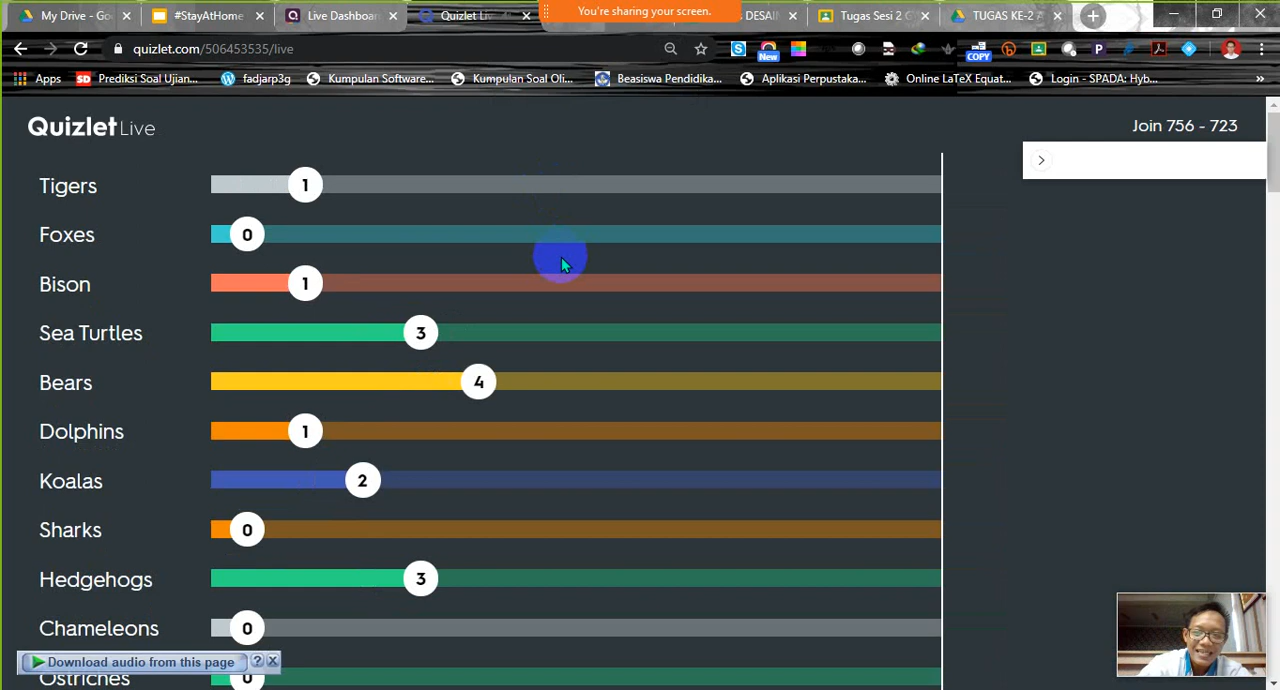 My Drive - Go
#StayAtHome
Live Dashboa
Quizlet Li
You're sharing your screen.
DESAI
Tugas Sesi 2 G
TUGAS KE-2 A
quizlet.com/506453535/live
New
COPY
Apps
Prediksi Soal Ujian...
fadjarp3g
Kumpulan Software...
Kumpulan Soal Oli...
Beasiswa Pendidika...
Aplikasi Perpustaka...
Online LaTeX Equat...
Login - SPADA: Hyb...
Quizlet Live
Join 756 - 723
Tigers 1
Foxes 0
Bison 1
Sea Turtles 3
Bears 4
Dolphins 1
Koalas 2
Sharks 0
Hedgehogs 3
Chameleons 0
Download audio from this page
Ostriches 0